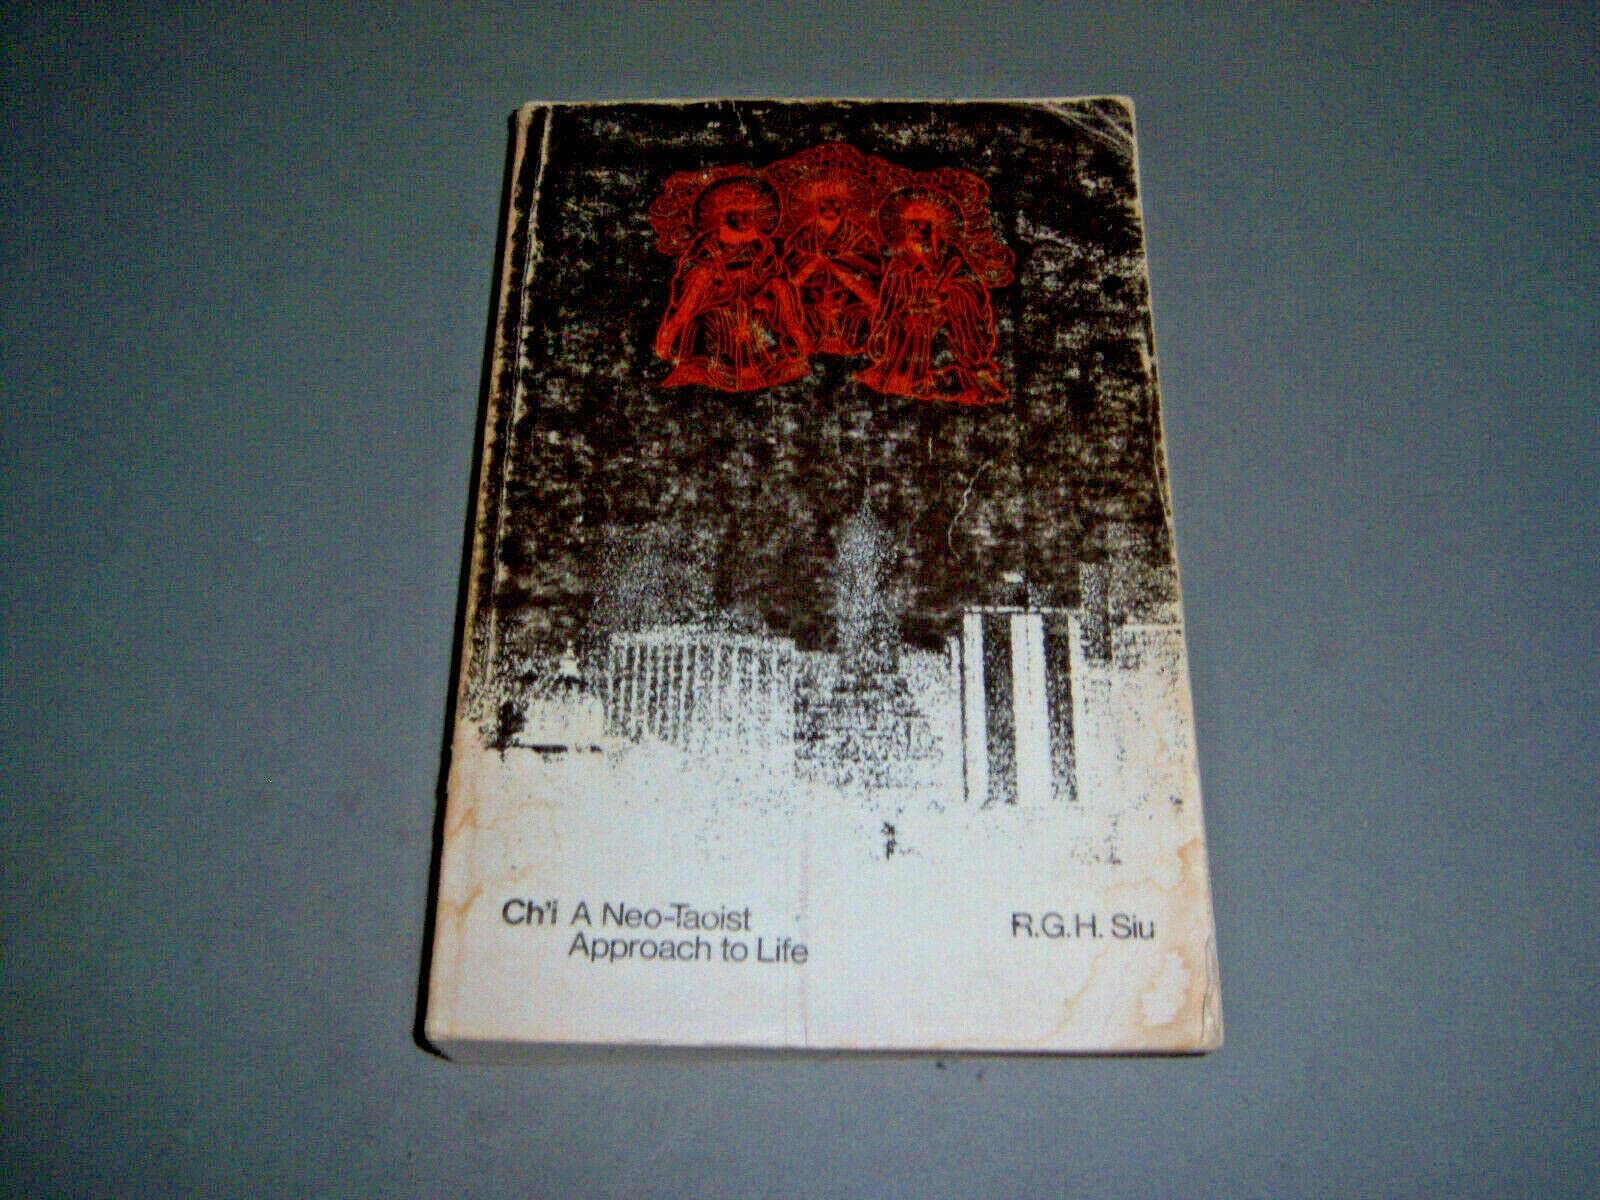 Ch'i A Neo-Taoist
Approach to Life
R.G.H. Siu